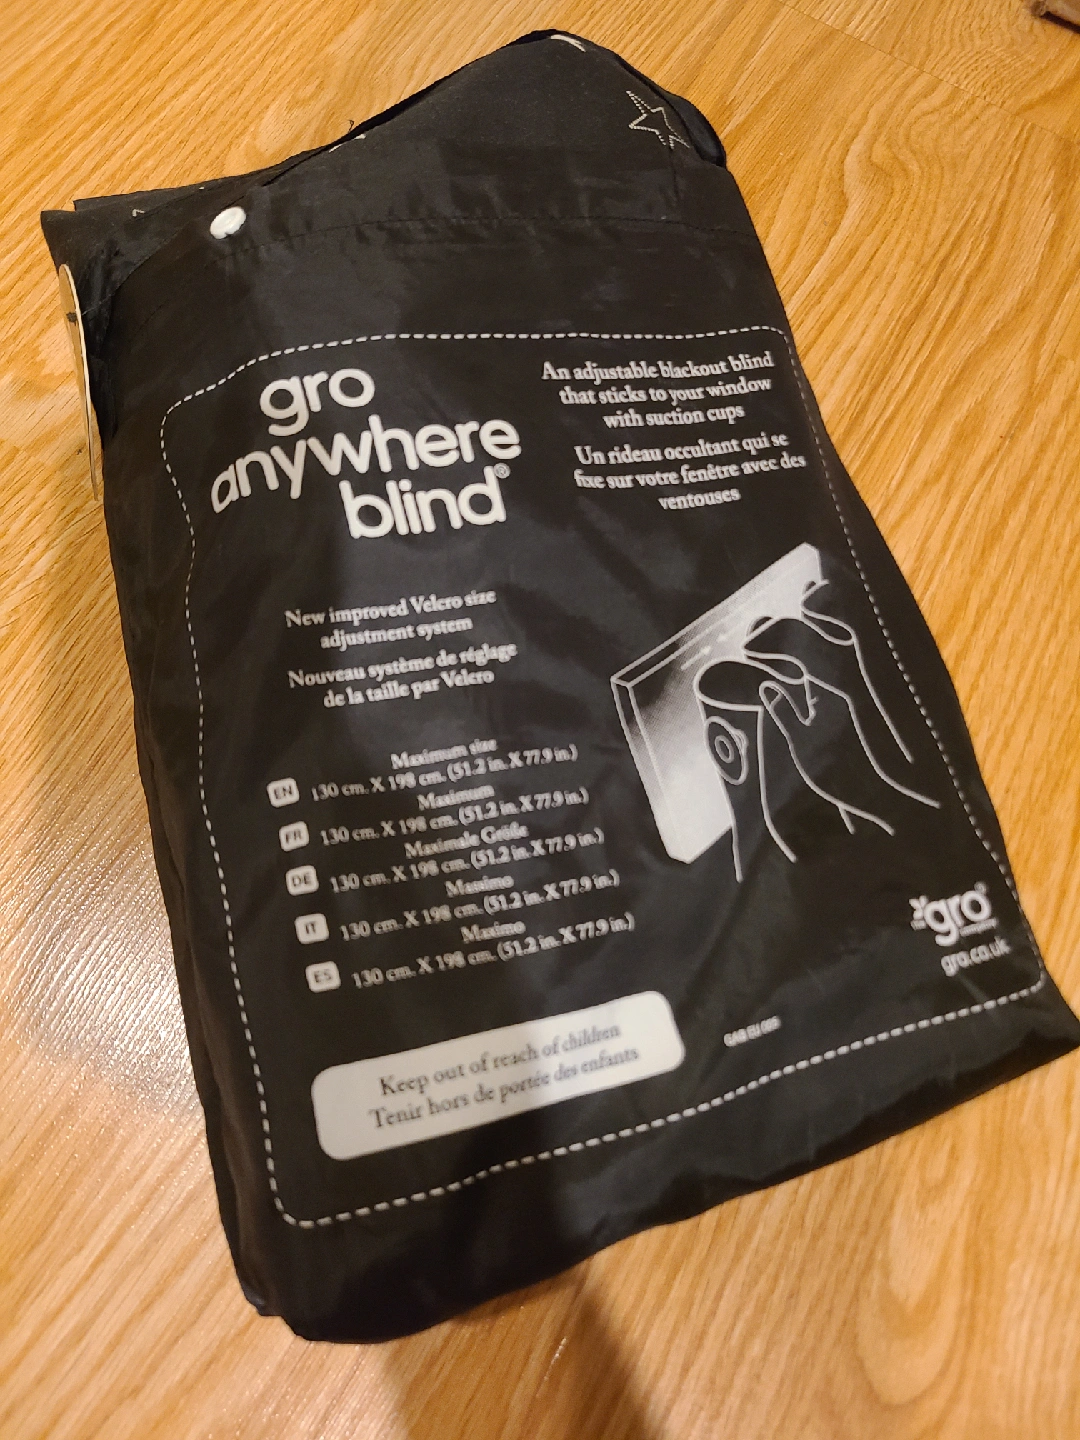 gro
anywhere
blind®
An adjustable blackout blind
that sticks to your window
with suction cups
Un rideau occultant qui se
fixe sur votre fenêtre avec des
ventouses
New improved Velcro size
adjustment system
Nouveau système de réglage
de la taille par Velcro
Maximum size
EN 130 cm. X 198 cm. (51.2 in. X 77.9 in.)
Maximum
FR 130 cm. X 198 cm. (51.2 in. X 77.9 in.)
Maximale Größe
DE 130 cm. X 198 cm. (51.2 in. X 77.9 in.)
Massimo
IT 130 cm. X 198 cm. (51.2 in. X 77.9 in.)
Maximo
ES 130 cm. X 198 cm. (51.2 in. X 77.9 in.)
gro
gro.co.uk
Keep out of reach of children
Tenir hors de portée des enfants